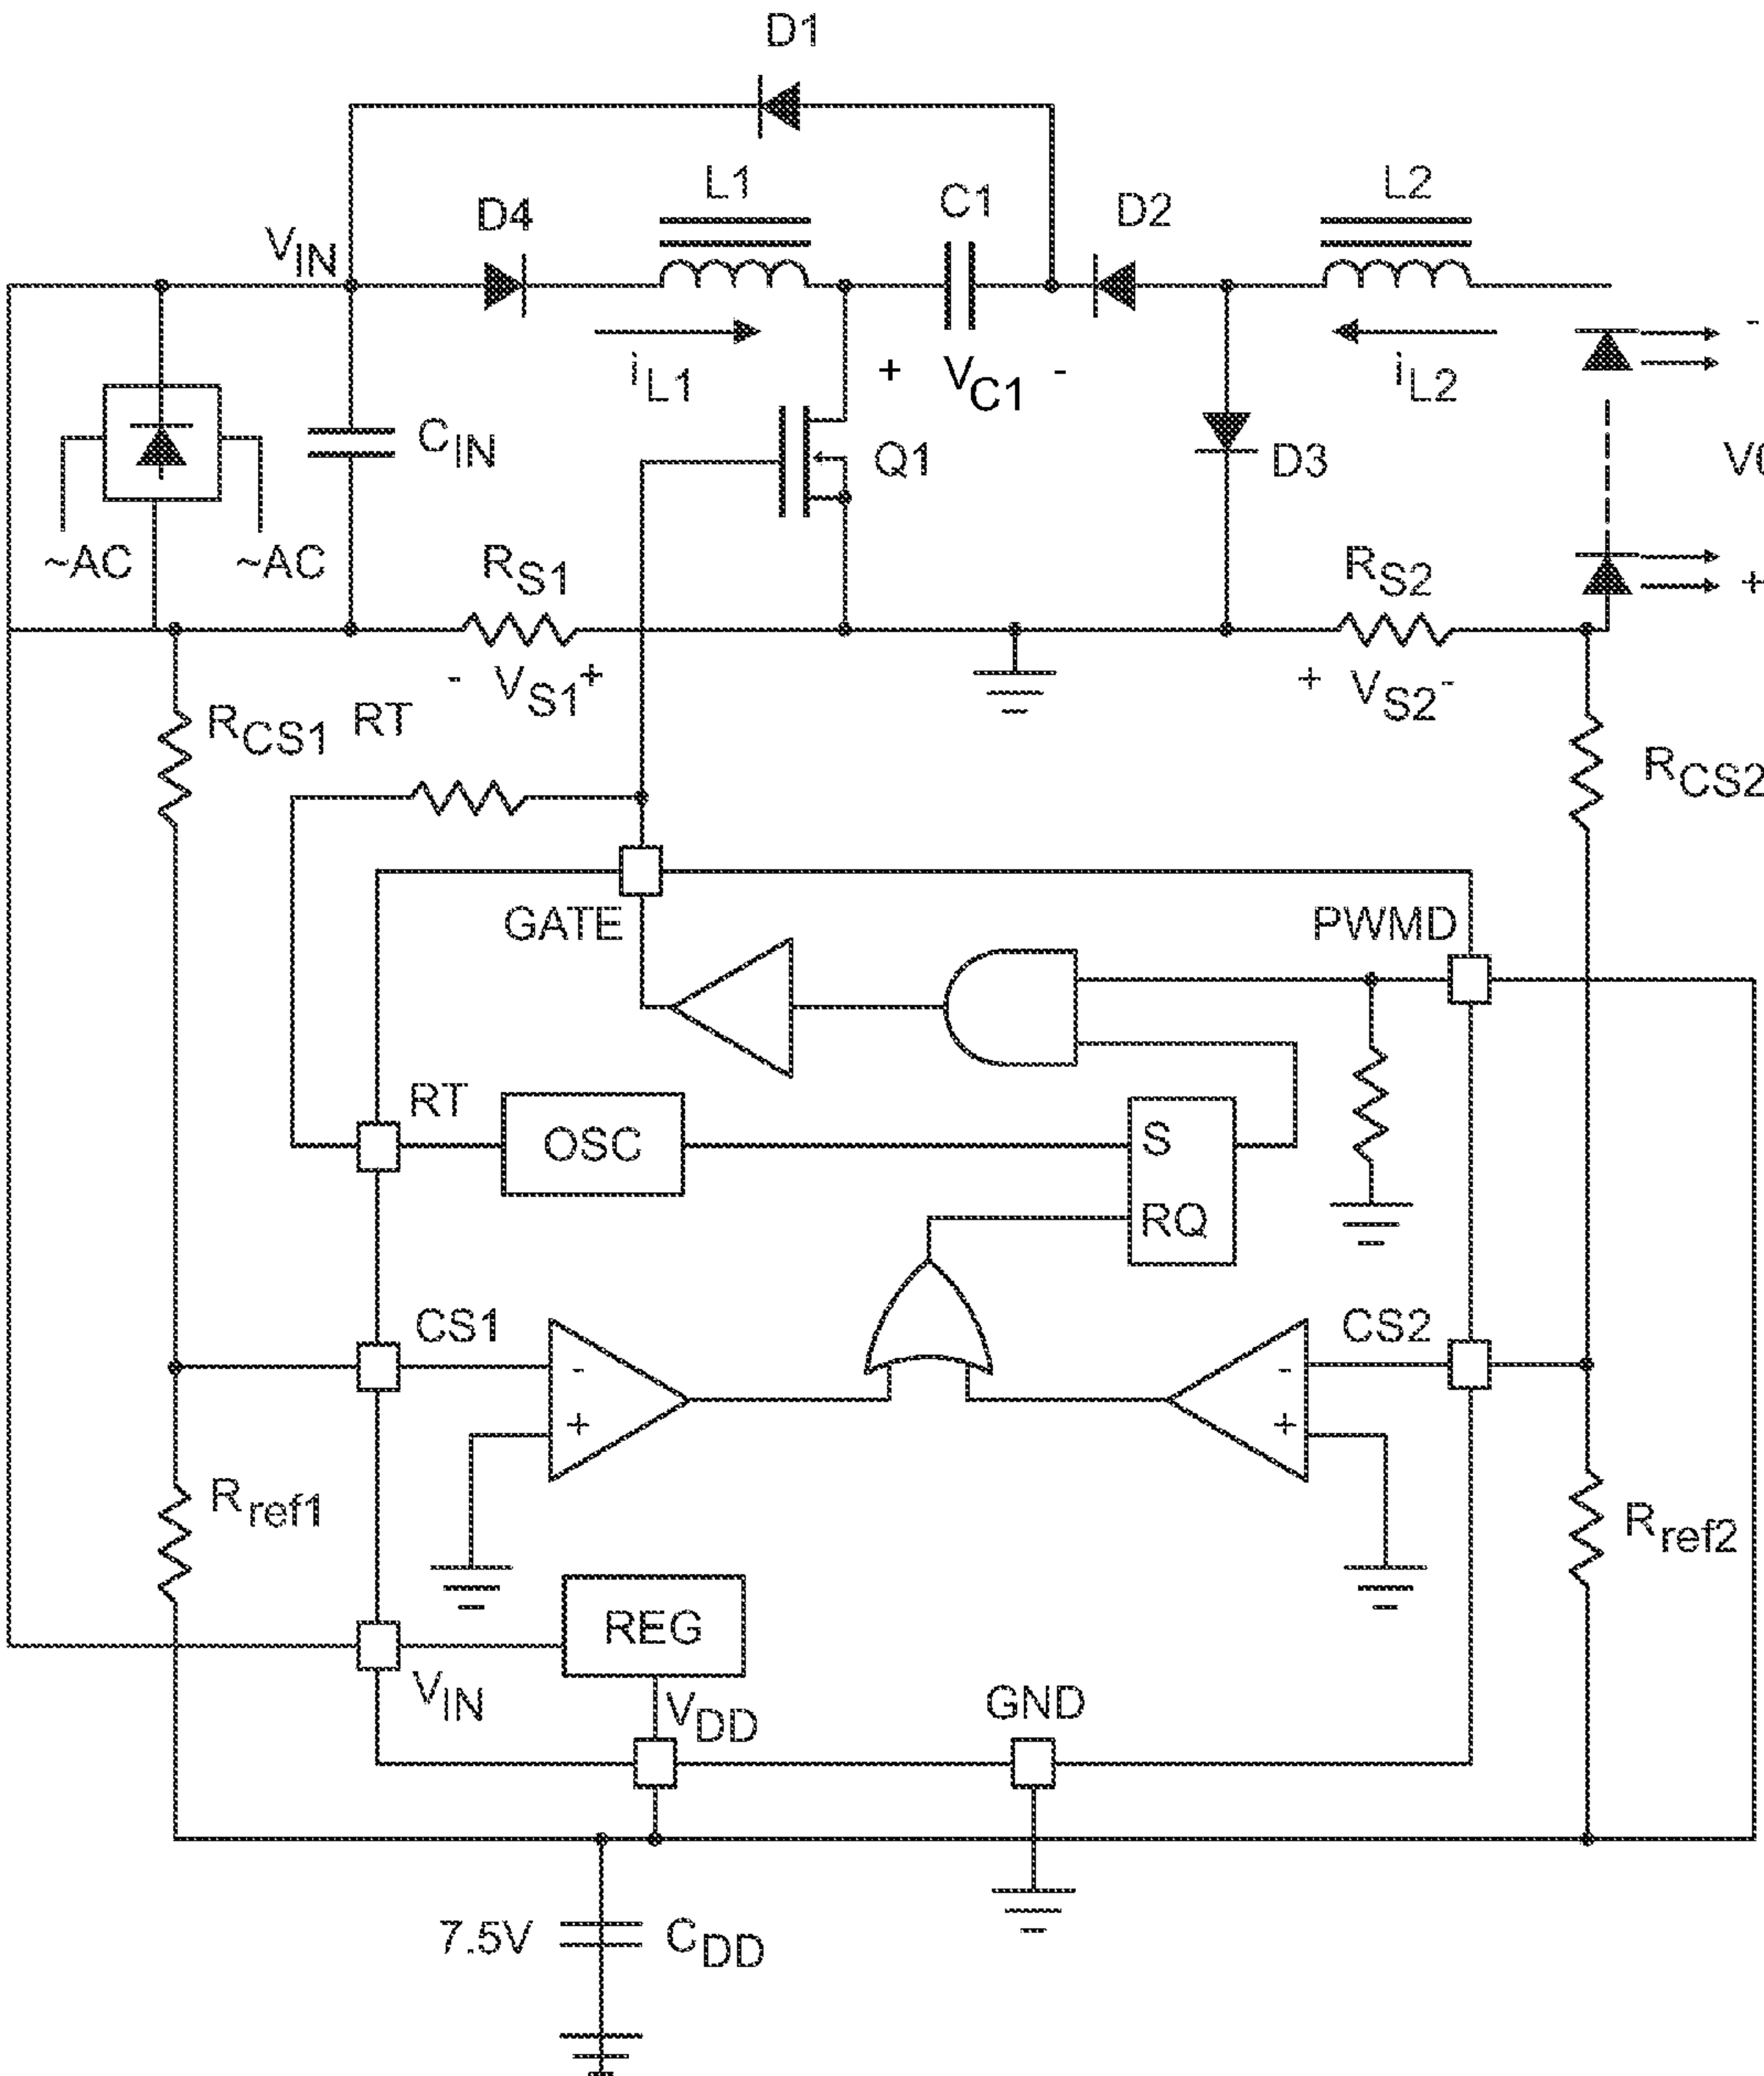 D1
L1
C1
L2
D4
D2
VIN
iL1
+ VC1 -
iL2
-
CIN
Q1
D3
~AC
~AC
RS1
RS2
+
- VS1 +
+ VS2 -
RCS1
RT
RCS2
GATE
PWMD
RT
OSC
S
RQ
CS1
CS2
-
-
+
+
Rref1
Rref2
REG
VIN
VDD
GND
7.5V
CDD